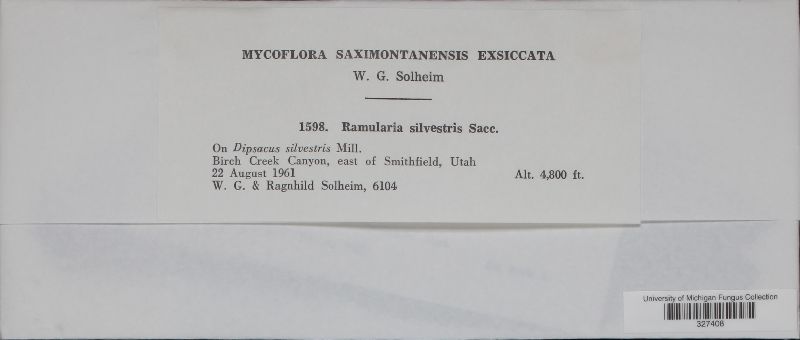 MYCOFLORA SAXIMONTANENSIS EXSICCATA
W. G. Solheim
1598. Ramularia silvestris Sacc.
On Dipsacus silvestris Mill.
Birch Creek Canyon, east of Smithfield, Utah
22 August 1961 Alt. 4,800 ft.
W. G. & Ragnhild Solheim, 6104
University of Michigan Fungus Collection
327408